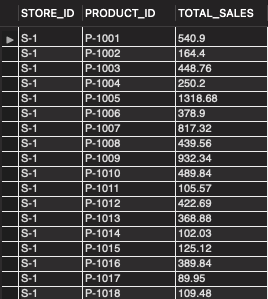 STORE_ID PRODUCT_ID TOTAL_SALES
S-1 P-1001 540.9
S-1 P-1002 164.4
S-1 P-1003 448.76
S-1 P-1004 250.2
S-1 P-1005 1318.68
S-1 P-1006 378.9
S-1 P-1007 817.32
S-1 P-1008 439.56
S-1 P-1009 932.34
S-1 P-1010 489.84
S-1 P-1011 105.57
S-1 P-1012 422.69
S-1 P-1013 368.88
S-1 P-1014 102.03
S-1 P-1015 125.12
S-1 P-1016 389.84
S-1 P-1017 89.95
S-1 P-1018 109.48